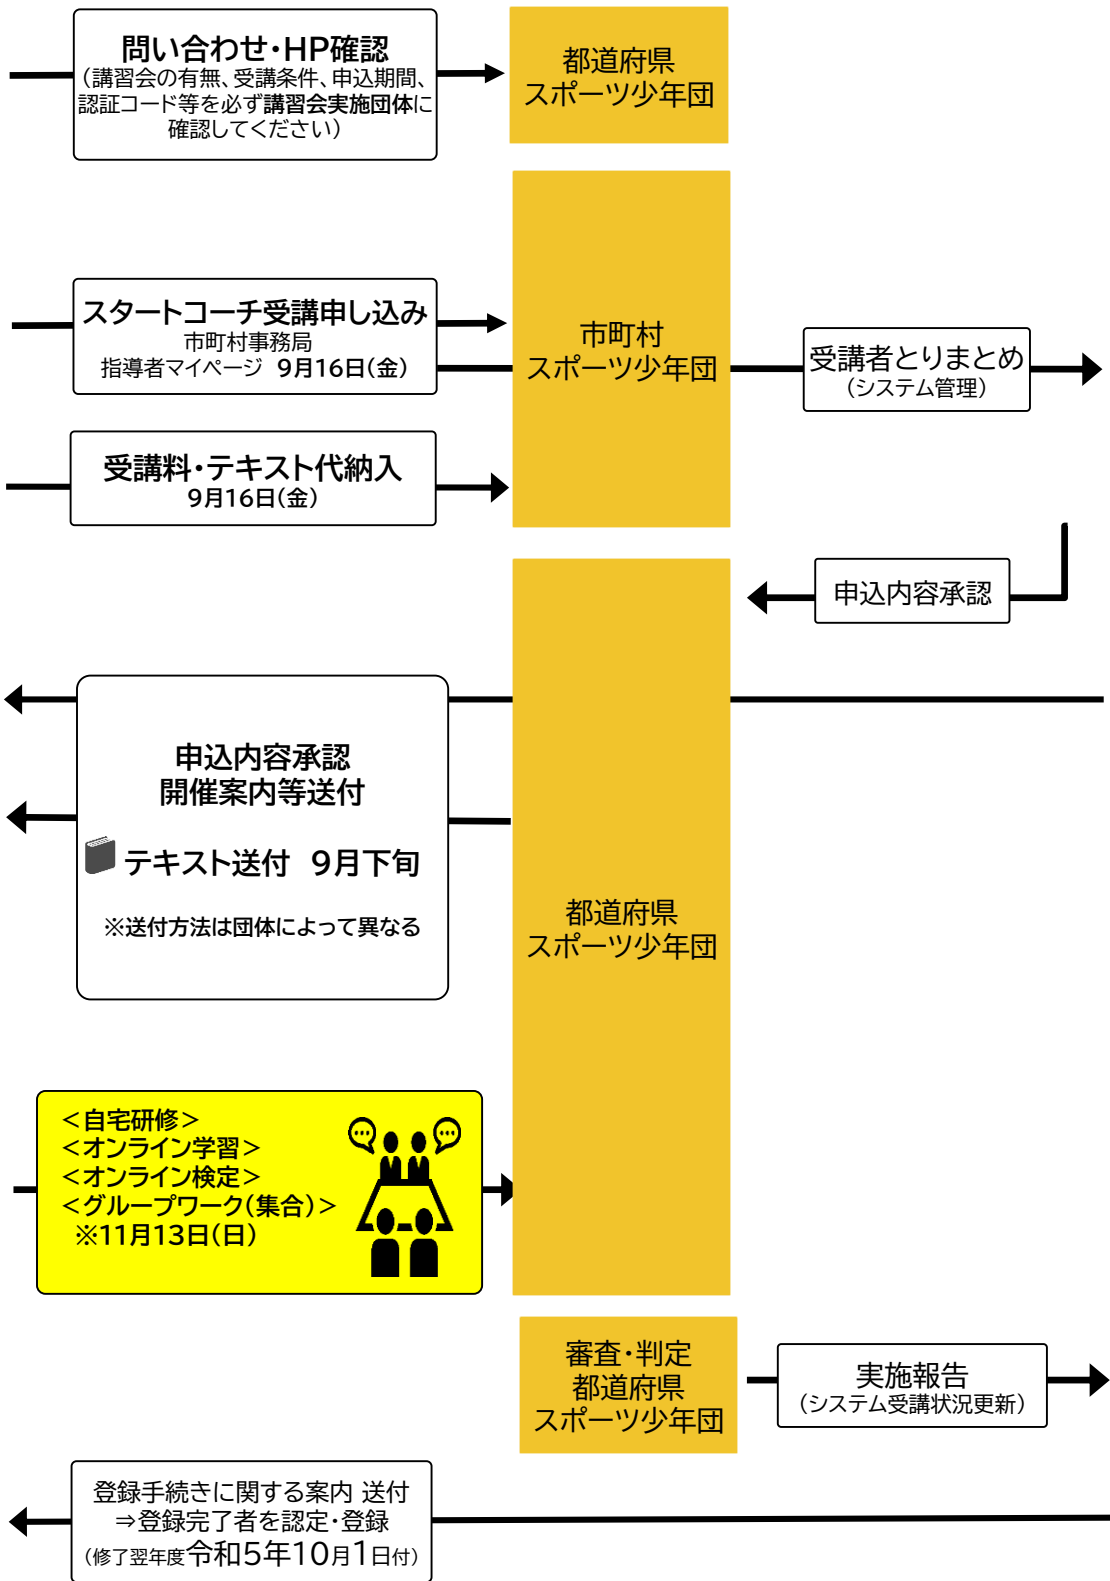 問い合わせ・HP確認
（講習会の有無、受講条件、申込期間、
認証コード等を必ず講習会実施団体に
確認してください）
都道府県
スポーツ少年団
スタートコーチ受講申し込み
市町村事務局
指導者マイページ 9月16日（金）
市町村
スポーツ少年団
受講者とりまとめ
（システム管理）
受講料・テキスト代納入
9月16日（金）
申込内容承認
申込内容承認
開催案内等送付
テキスト送付 9月下旬
※送付方法は団体によって異なる
都道府県
スポーツ少年団
＜自宅研修＞
＜オンライン学習＞
＜オンライン検定＞
＜グループワーク（集合）＞
※11月13日（日）
審査・判定
都道府県
スポーツ少年団
実施報告
（システム受講状況更新）
登録手続きに関する案内 送付
⇒登録完了者を認定・登録
（修了翌年度令和5年10月1日付）